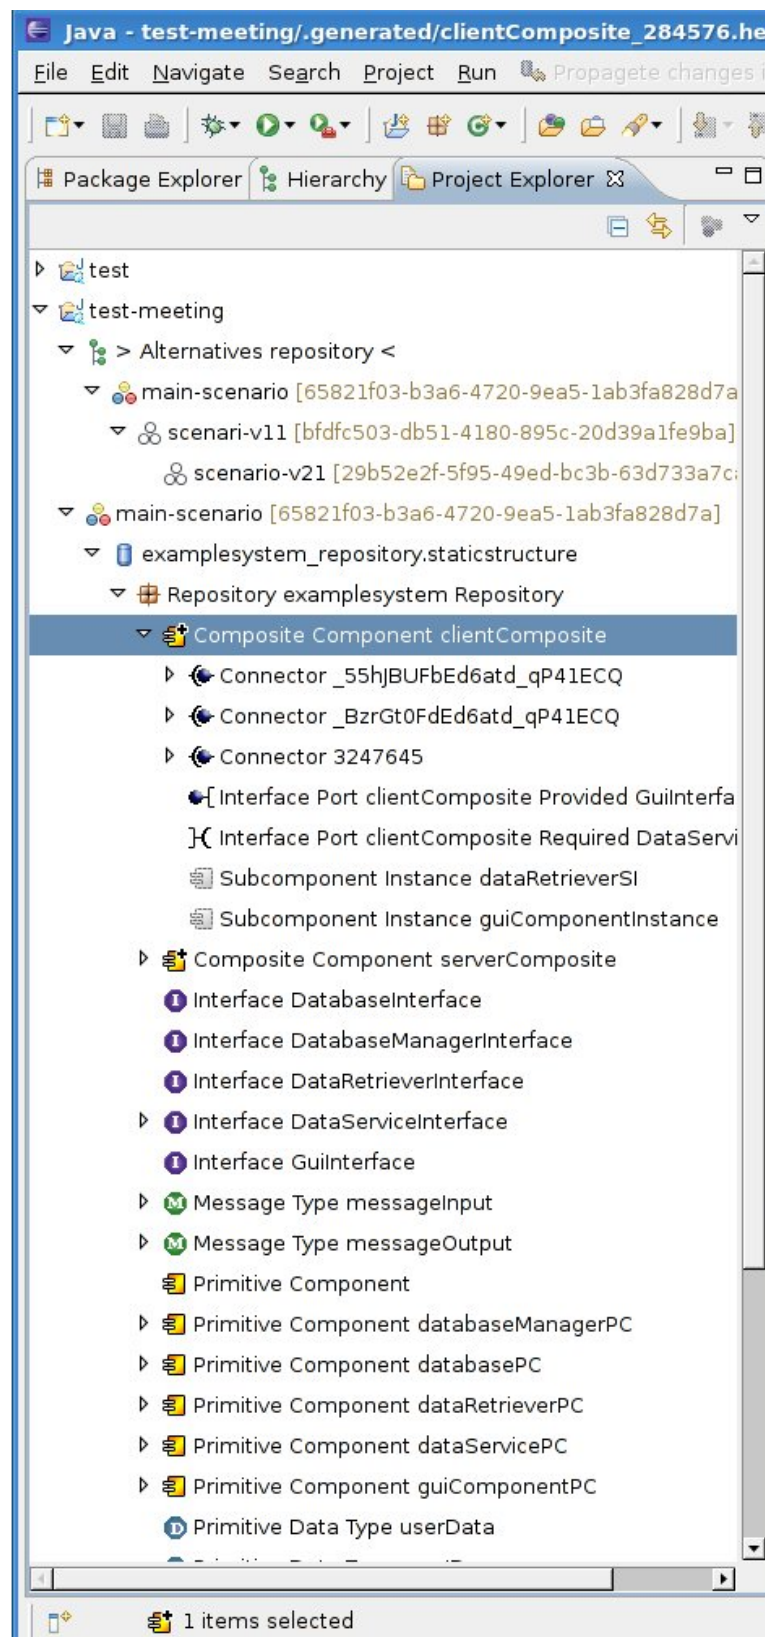 Java - test-meeting/.generated/clientComposite_284576.he
File Edit Navigate Search Project Run Propagete changes i
Package Explorer Hierarchy Project Explorer
test
test-meeting
> Alternatives repository <
main-scenario [65821f03-b3a6-4720-9ea5-1ab3fa828d7a
scenari-v11 [bfdfc503-db51-4180-895c-20d39a1fe9ba]
scenario-v21 [29b52e2f-5f95-49ed-bc3b-63d733a7ca
main-scenario [65821f03-b3a6-4720-9ea5-1ab3fa828d7a]
examplesystem_repository.staticstructure
Repository examplesystem Repository
Composite Component clientComposite
Connector _55hJBUFbEd6atd_qP41ECQ
Connector _BzrGt0FdEd6atd_qP41ECQ
Connector 3247645
Interface Port clientComposite Provided GuiInterfa
Interface Port clientComposite Required DataServi
Subcomponent Instance dataRetrieverSI
Subcomponent Instance guiComponentInstance
Composite Component serverComposite
Interface DatabaseInterface
Interface DatabaseManagerInterface
Interface DataRetrieverInterface
Interface DataServiceInterface
Interface GuiInterface
Message Type messageInput
Message Type messageOutput
Primitive Component
Primitive Component databaseManagerPC
Primitive Component databasePC
Primitive Component dataRetrieverPC
Primitive Component dataServicePC
Primitive Component guiComponentPC
Primitive Data Type userData
1 items selected